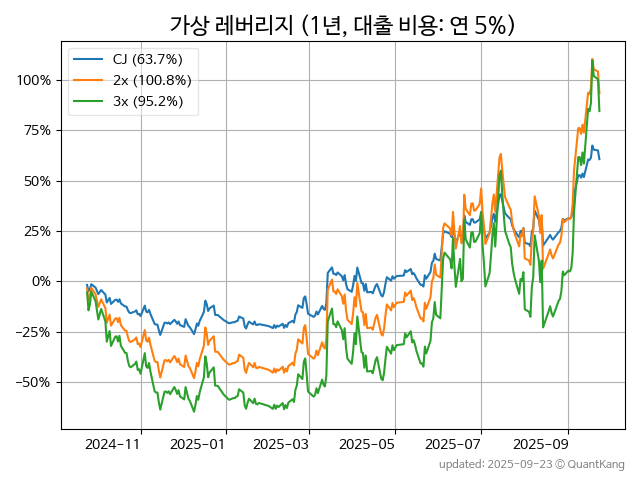 가상 레버리지 (1년, 대출 비용: 연 5%)
CJ (63.7%)
2x (100.8%)
3x (95.2%)
100%
75%
50%
25%
0%
−25%
−50%
2024-11 2025-01 2025-03 2025-05 2025-07 2025-09
updated: 2025-09-23 © QuantKang